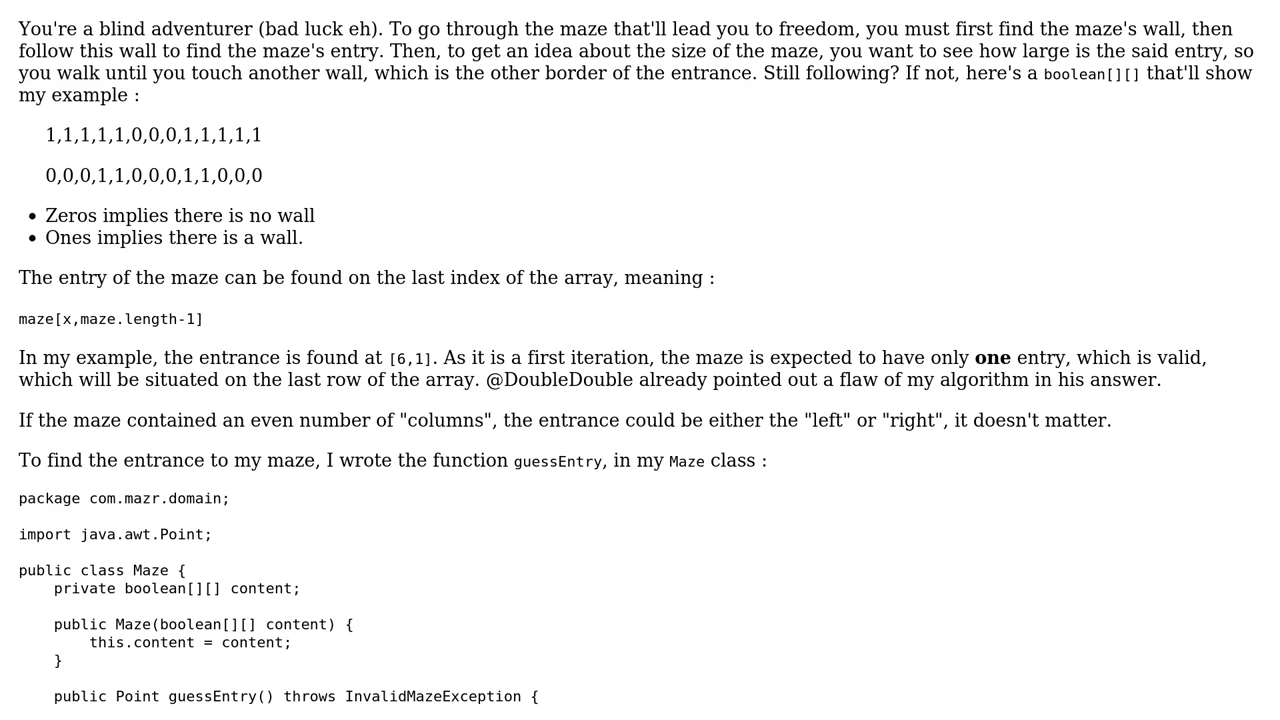 You're a blind adventurer (bad luck eh). To go through the maze that'll lead you to freedom, you must first find the maze's wall, then
follow this wall to find the maze's entry. Then, to get an idea about the size of the maze, you want to see how large is the said entry, so
you walk until you touch another wall, which is the other border of the entrance. Still following? If not, here's a boolean[][] that'll show
my example :
1,1,1,1,1,0,0,0,1,1,1,1,1
0,0,0,1,1,0,0,0,1,1,0,0,0
• Zeros implies there is no wall
• Ones implies there is a wall.
The entry of the maze can be found on the last index of the array, meaning :
maze[x,maze.length-1]
In my example, the entrance is found at [6,1]. As it is a first iteration, the maze is expected to have only one entry, which is valid,
which will be situated on the last row of the array. @DoubleDouble already pointed out a flaw of my algorithm in his answer.
If the maze contained an even number of "columns", the entrance could be either the "left" or "right", it doesn't matter.
To find the entrance to my maze, I wrote the function guessEntry, in my Maze class :
package com.mazr.domain;
import java.awt.Point;
public class Maze {
    private boolean[][] content;
    public Maze(boolean[][] content) {
        this.content = content;
    }
    public Point guessEntry() throws InvalidMazeException {